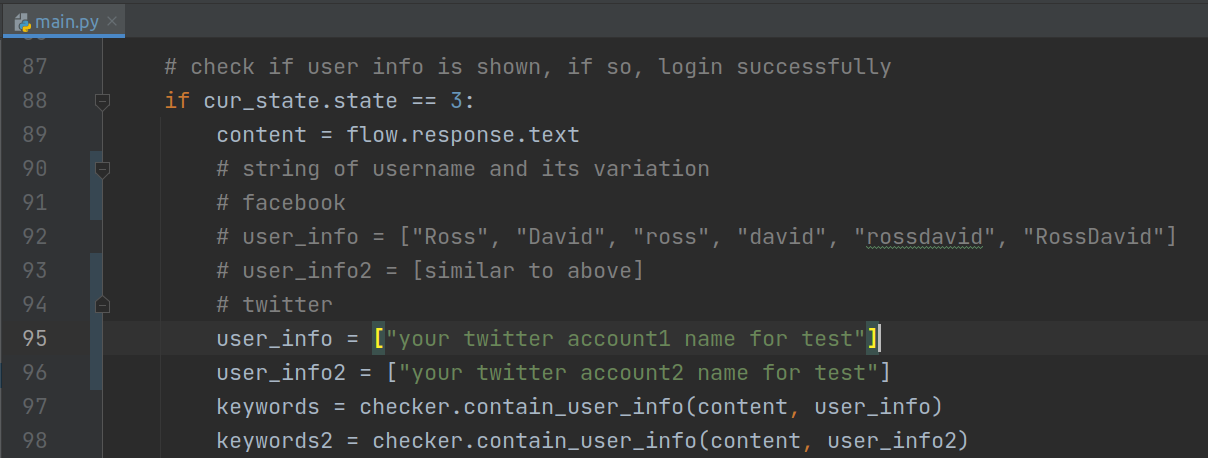 main.py
87 # check if user info is shown, if so, login successfully
88 if cur_state.state == 3:
89 content = flow.response.text
90 # string of username and its variation
91 # facebook
92 # user_info = ["Ross", "David", "ross", "david", "rossdavid", "RossDavid"]
93 # user_info2 = [similar to above]
94 # twitter
95 user_info = ["your twitter account1 name for test"]
96 user_info2 = ["your twitter account2 name for test"]
97 keywords = checker.contain_user_info(content, user_info)
98 keywords2 = checker.contain_user_info(content, user_info2)